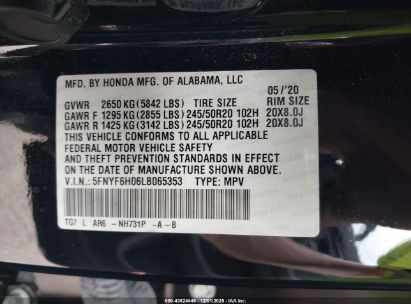 MFD. BY HONDA MFG. OF ALABAMA, LLC
05/'20
GVWR 2650 KG (5842 LBS) TIRE SIZE RIM SIZE
GAWR F 1295 KG (2855 LBS) 245/50R20 102H 20X8.0J
GAWR R 1425 KG (3142 LBS) 245/50R20 102H 20X8.0J
THIS VEHICLE CONFORMS TO ALL APPLICABLE
FEDERAL MOTOR VEHICLE SAFETY
AND THEFT PREVENTION STANDARDS IN EFFECT
ON THE DATE OF MANUFACTURE SHOWN ABOVE.
V.I.N.: 5FNYF6H06LB065353 TYPE: MPV
TG7 L AR6 - NH731P -A -B